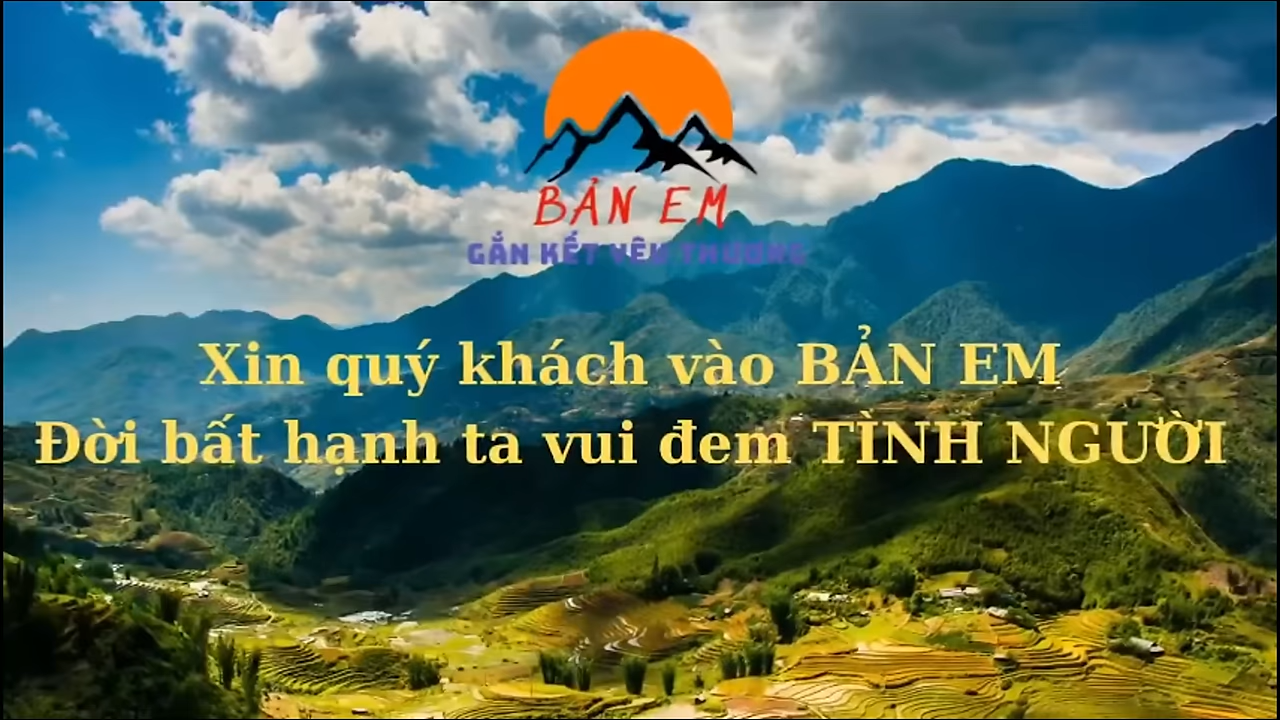 BẢN EM
GẮN KẾT YÊU THƯƠNG
Xin quý khách vào BẢN EM
Đời bất hạnh ta vui đem TÌNH NGƯỜI